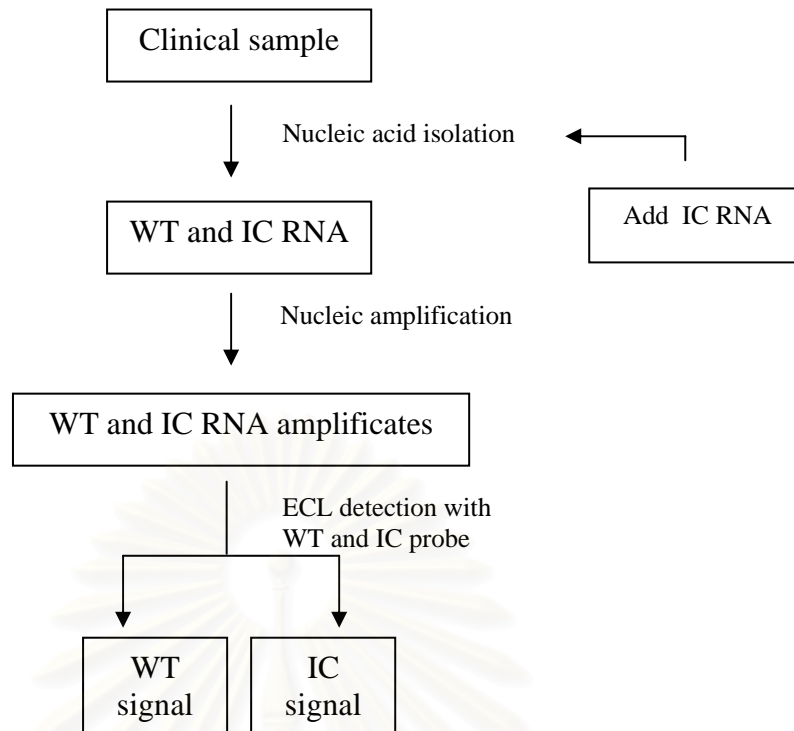 Clinical sample
Nucleic acid isolation
Add IC RNA
WT and IC RNA
Nucleic amplification
WT and IC RNA amplificates
ECL detection with
WT and IC probe
WT
signal
IC
signal